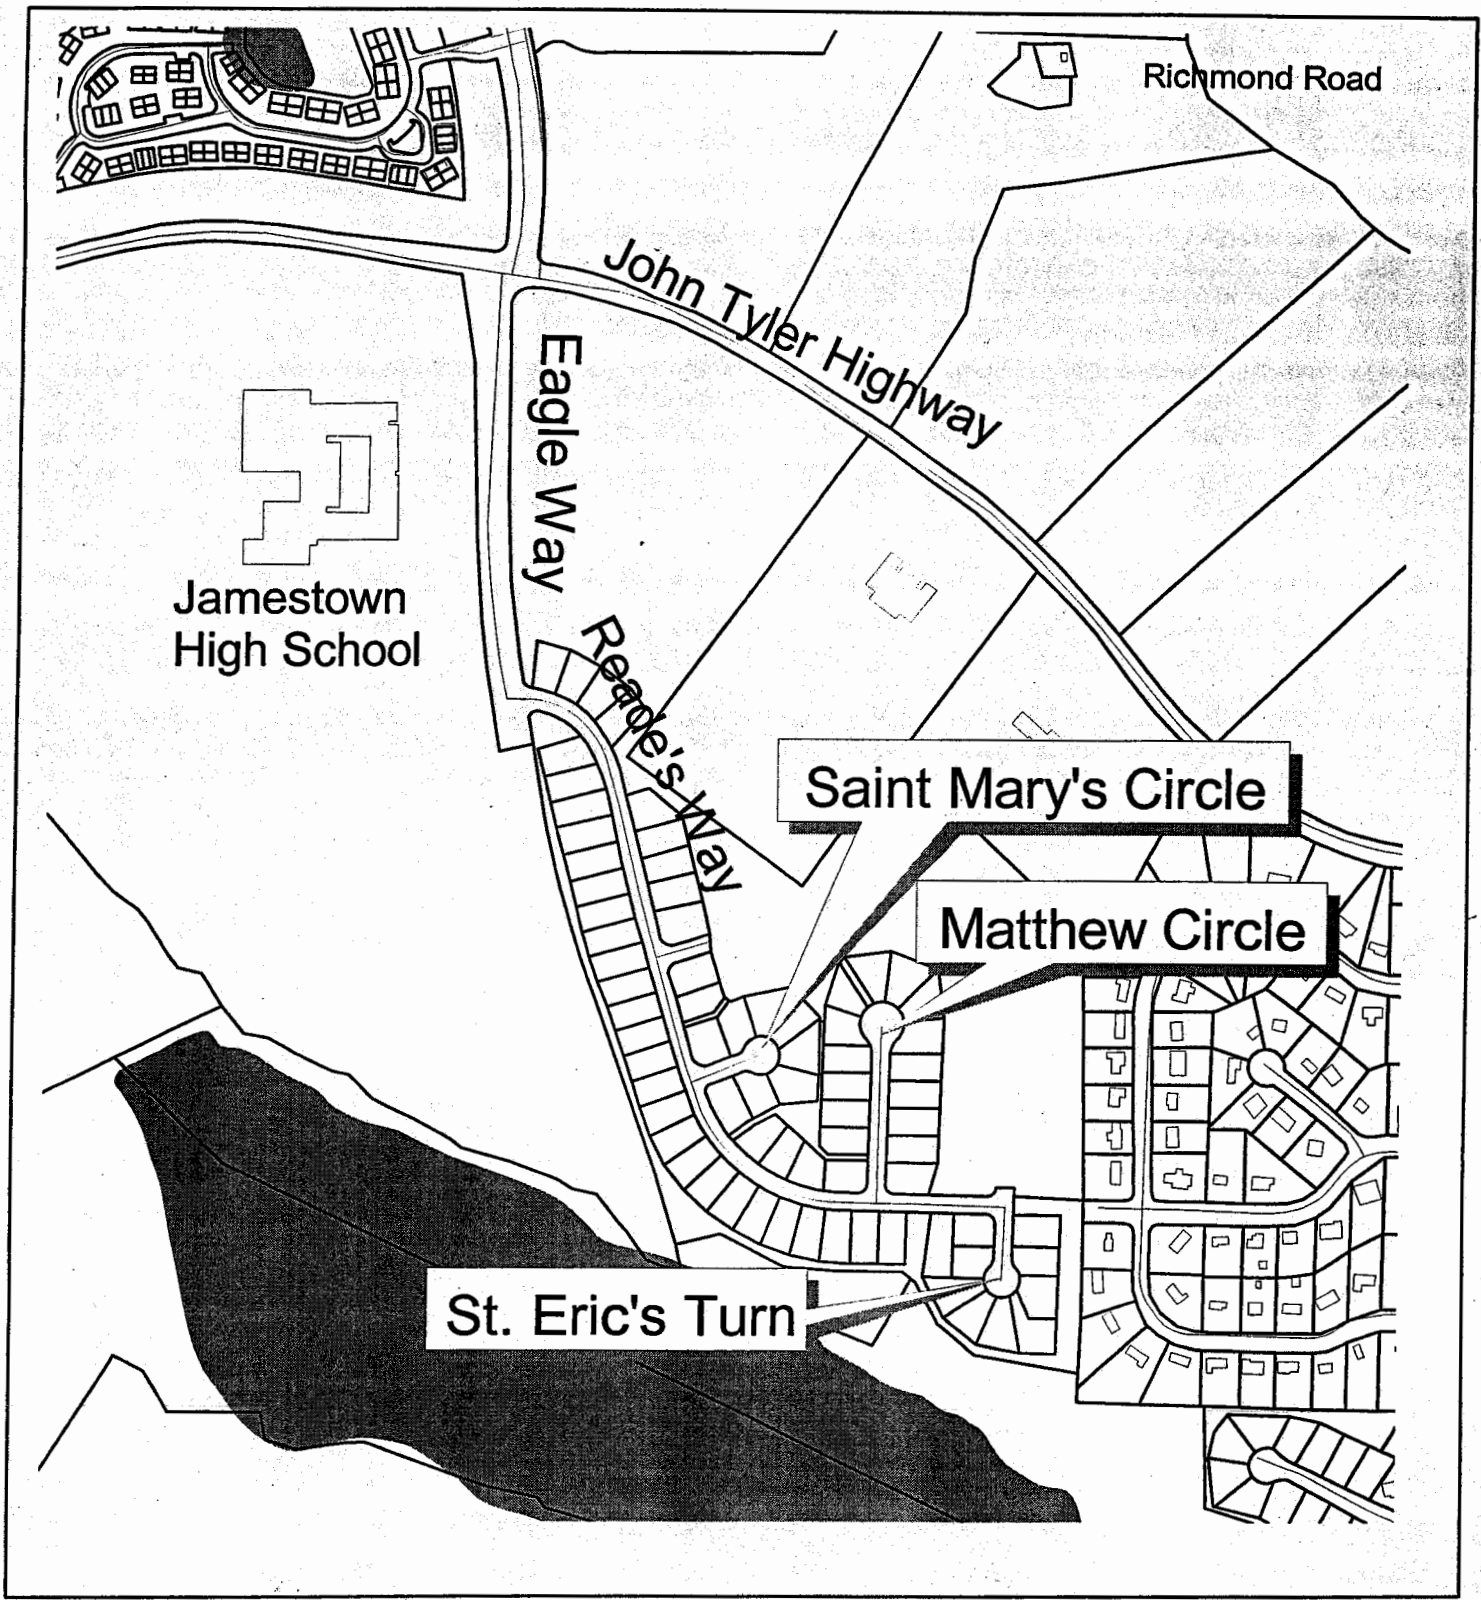 Richmond Road
John Tyler Highway
Eagle Way
Jamestown
High School
Reade's Way
Saint Mary's Circle
Matthew Circle
St. Eric's Turn